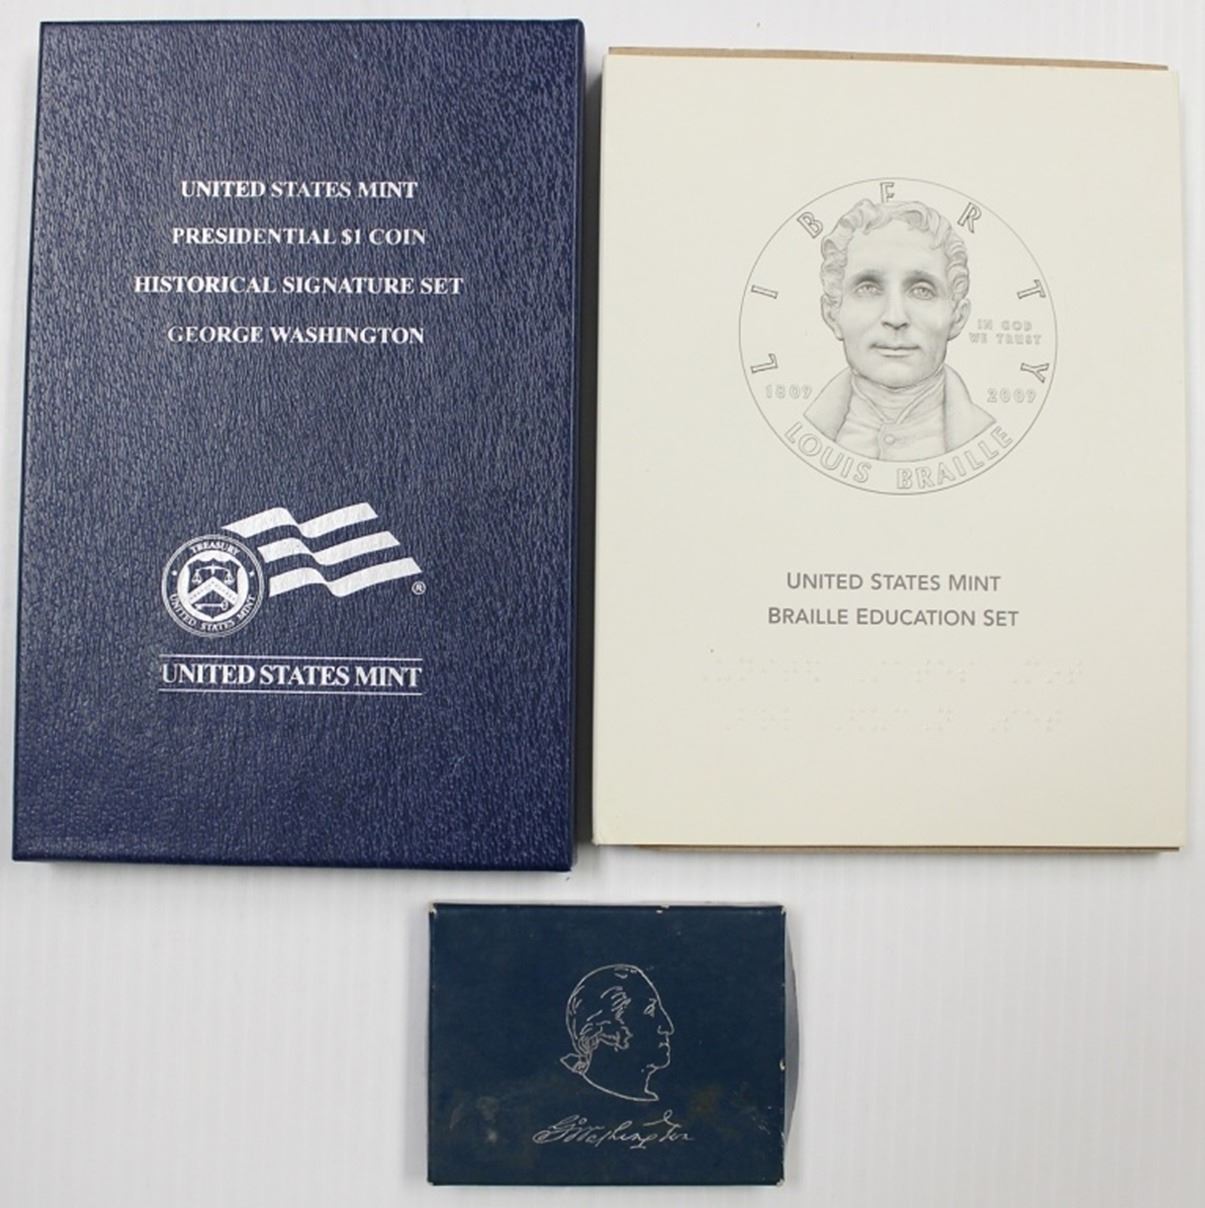 UNITED STATES MINT
PRESIDENTIAL $1 COIN
HISTORICAL SIGNATURE SET
GEORGE WASHINGTON
TREASURY
UNITED STATES MINT
®
UNITED STATES MINT
LIBERTY
IN GOD
WE TRUST
1809
2009
LOUIS BRAILLE
UNITED STATES MINT
BRAILLE EDUCATION SET
GWashington